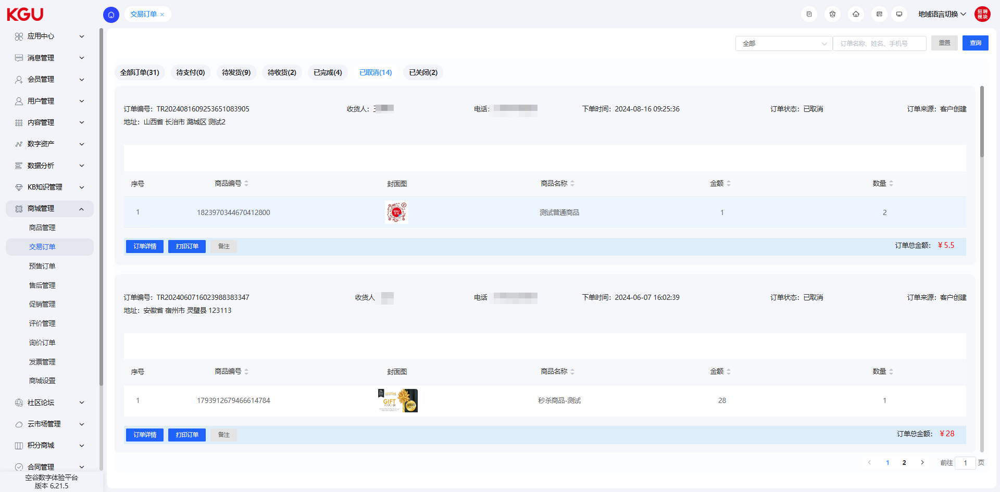 KGU
交易订单 ×
地域语言切换
招聘
模块
应用中心
消息管理
会员管理
用户管理
内容管理
数字资产
数据分析
KB知识管理
商城管理
商品管理
交易订单
预售订单
售后管理
促销管理
评价管理
询价订单
发票管理
商城设置
社区论坛
云市场管理
积分商城
合同管理
空谷数字体验平台
版本 6.21.5
全部
订单名称、姓名、手机号
重置
查询
全部订单(31) 待支付(0) 待发货(9) 待收货(2) 已完成(4) 已取消(14) 已关闭(2)
订单编号：TR2024081609253651083905 收货人： 电话： 下单时间：2024-08-16 09:25:36 订单状态：已取消 订单来源：客户创建
地址：山西省 长治市 潞城区 测试2
序号 商品编号 封面图 商品名称 金额 数量
1 1823970344670412800 测试普通商品 1 2
订单详情 打印订单 备注 订单总金额：￥5.5
订单编号：TR2024060716023988383347 收货人 电话 下单时间：2024-06-07 16:02:39 订单状态：已取消 订单来源：客户创建
地址：安徽省 宿州市 灵璧县 123113
序号 商品编号 封面图 商品名称 金额 数量
1 1793912679466614784 秒杀商品-测试 28 1
GIFT
VOUCHER
$800
订单详情 打印订单 备注 订单总金额：￥28
1 2 前往 1 页